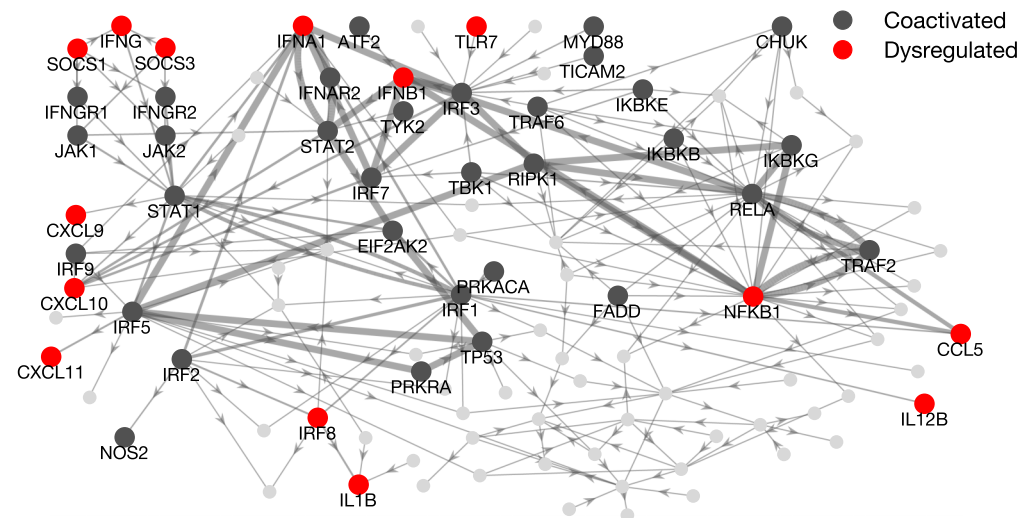 Coactivated
Dysregulated
IFNG
SOCS1
SOCS3
IFNA1
ATF2
TLR7
MYD88
CHUK
TICAM2
IFNGR1
IFNGR2
IFNAR2
IFNB1
IRF3
IKBKE
TRAF6
TYK2
JAK1
JAK2
STAT2
IKBKB
IKBKG
IRF7
TBK1
RIPK1
STAT1
RELA
CXCL9
EIF2AK2
IRF9
TRAF2
PRKACA
CXCL10
IRF1
FADD
NFKB1
IRF5
CCL5
TP53
CXCL11
IRF2
PRKRA
IL12B
IRF8
NOS2
IL1B